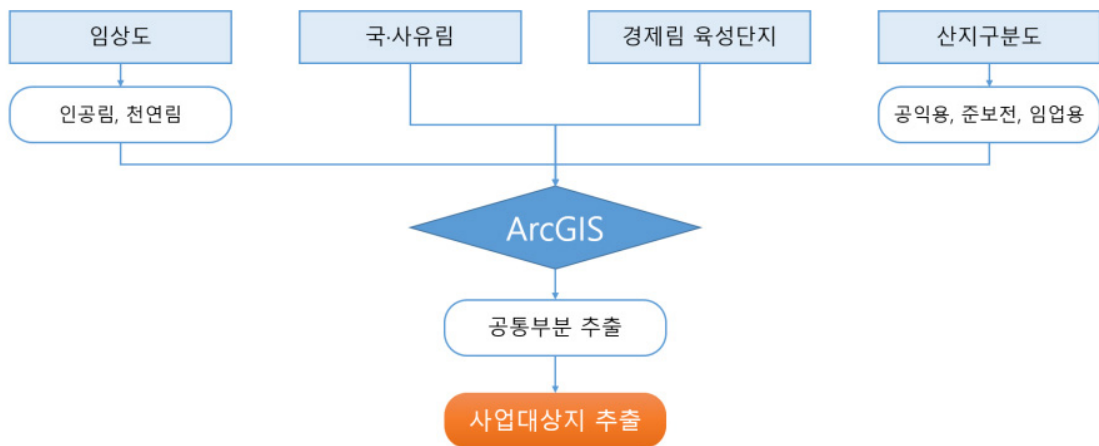 임상도
국·사유림
경제림 육성단지
산지구분도
인공림, 천연림
공익용, 준보전, 임업용
ArcGIS
공통부분 추출
사업대상지 추출